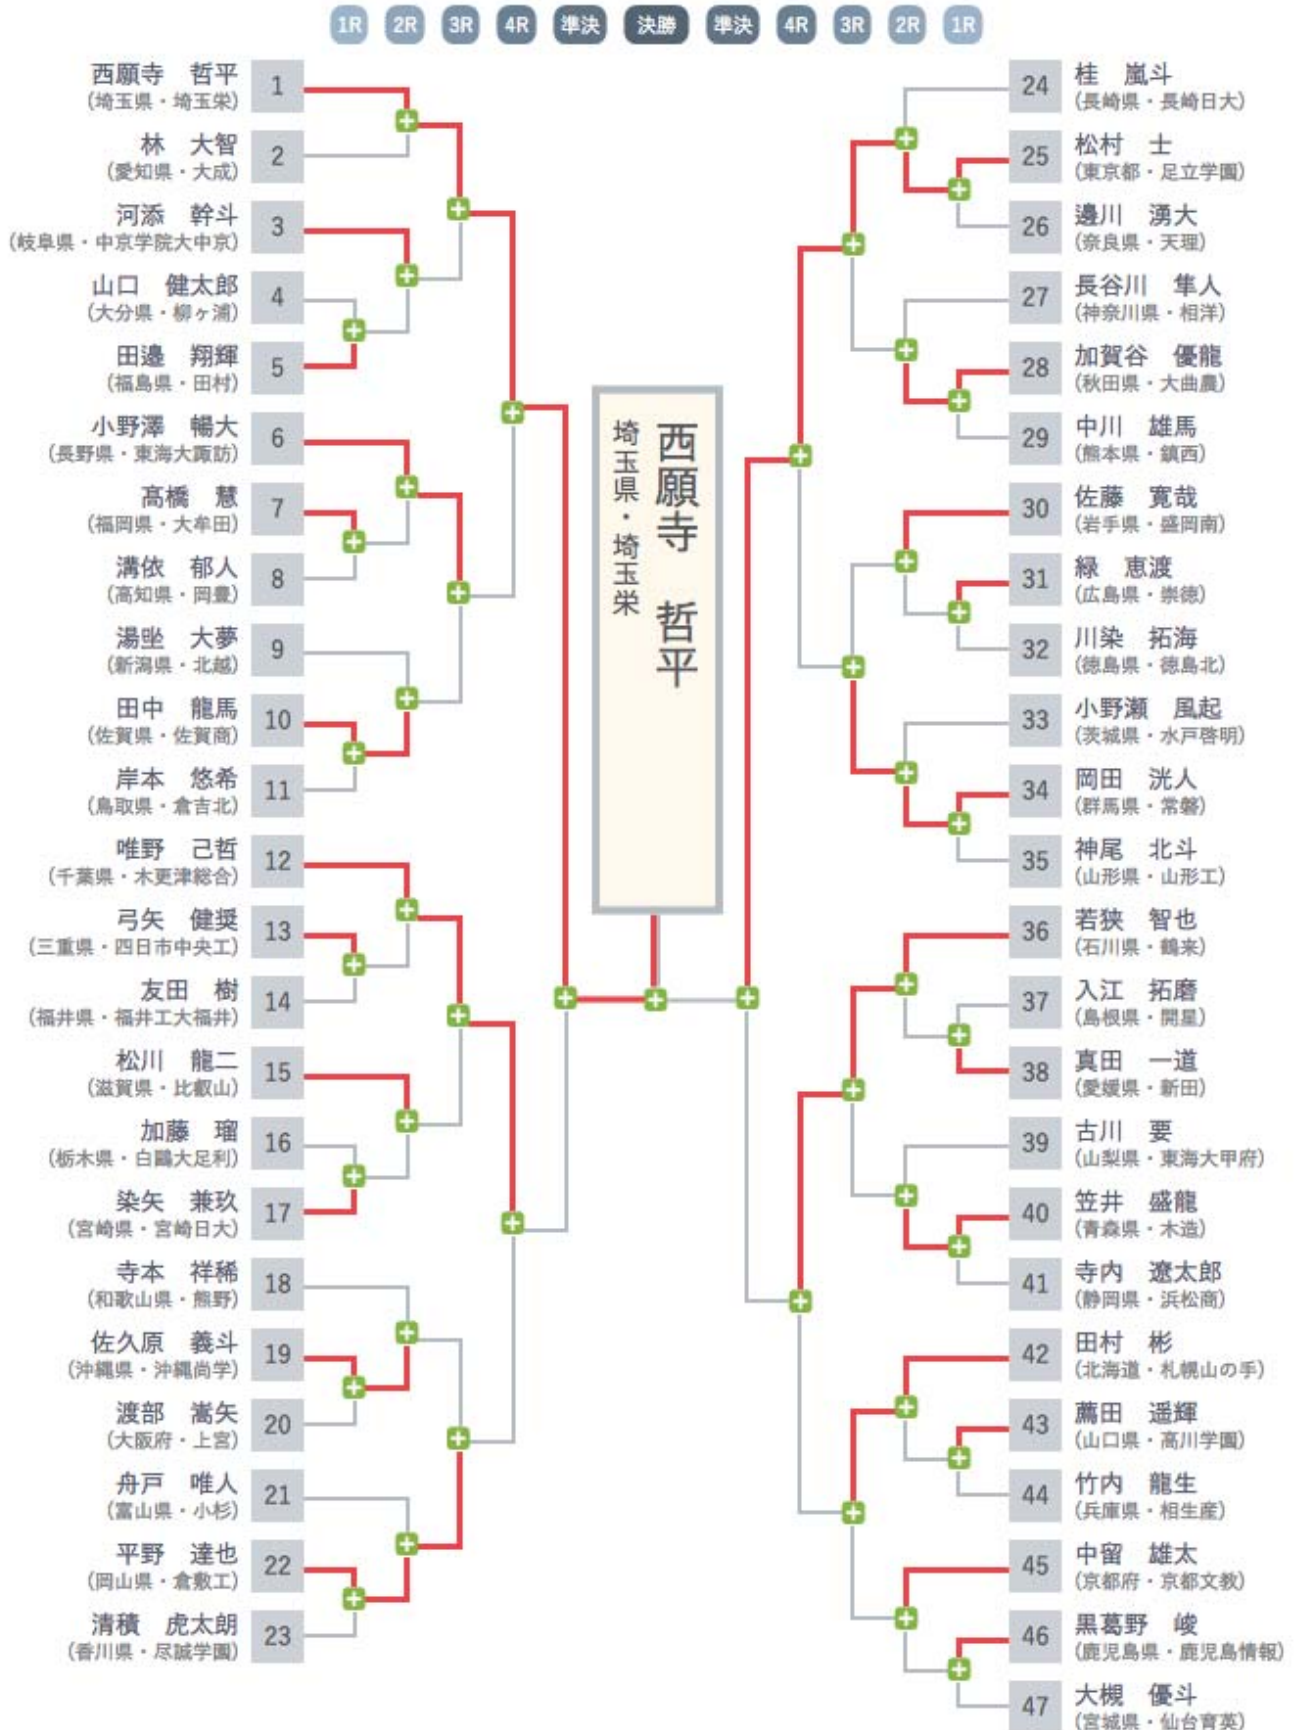 1R 2R 3R 4R 準決 決勝 準決 4R 3R 2R 1R
西願寺　哲平 1
(埼玉県・埼玉栄)
林　大智 2
(愛知県・大成)
河添　幹斗 3
(岐阜県・中京学院大中京)
山口　健太郎 4
(大分県・柳ヶ浦)
田邉　翔輝 5
(福島県・田村)
小野澤　暢大 6
(長野県・東海大諏訪)
髙橋　慧 7
(福岡県・大牟田)
溝依　郁人 8
(高知県・岡豊)
湯坐　大夢 9
(新潟県・北越)
田中　龍馬 10
(佐賀県・佐賀商)
岸本　悠希 11
(鳥取県・倉吉北)
唯野　己哲 12
(千葉県・木更津総合)
弓矢　健奨 13
(三重県・四日市中央工)
友田　樹 14
(福井県・福井工大福井)
松川　龍二 15
(滋賀県・比叡山)
加藤　瑠 16
(栃木県・白鷗大足利)
染矢　兼玖 17
(宮崎県・宮崎日大)
寺本　祥稀 18
(和歌山県・熊野)
佐久原　義斗 19
(沖縄県・沖縄尚学)
渡部　嵩矢 20
(大阪府・上宮)
舟戸　唯人 21
(富山県・小杉)
平野　達也 22
(岡山県・倉敷工)
清積　虎太朗 23
(香川県・尽誠学園)
西願寺　哲平
埼玉県・埼玉栄
24 桂　嵐斗
(長崎県・長崎日大)
25 松村　士
(東京都・足立学園)
26 邊川　湧大
(奈良県・天理)
27 長谷川　隼人
(神奈川県・相洋)
28 加賀谷　優龍
(秋田県・大曲農)
29 中川　雄馬
(熊本県・鎮西)
30 佐藤　寛哉
(岩手県・盛岡南)
31 緑　恵渡
(広島県・崇徳)
32 川染　拓海
(徳島県・徳島北)
33 小野瀬　風起
(茨城県・水戸啓明)
34 岡田　洸人
(群馬県・常磐)
35 神尾　北斗
(山形県・山形工)
36 若狭　智也
(石川県・鶴来)
37 入江　拓磨
(島根県・開星)
38 真田　一道
(愛媛県・新田)
39 古川　要
(山梨県・東海大甲府)
40 笠井　盛龍
(青森県・木造)
41 寺内　遼太郎
(静岡県・浜松商)
42 田村　彬
(北海道・札幌山の手)
43 薦田　遥輝
(山口県・高川学園)
44 竹内　龍生
(兵庫県・相生産)
45 中留　雄太
(京都府・京都文教)
46 黒葛野　峻
(鹿児島県・鹿児島情報)
47 大槻　優斗
(宮城県・仙台育英)